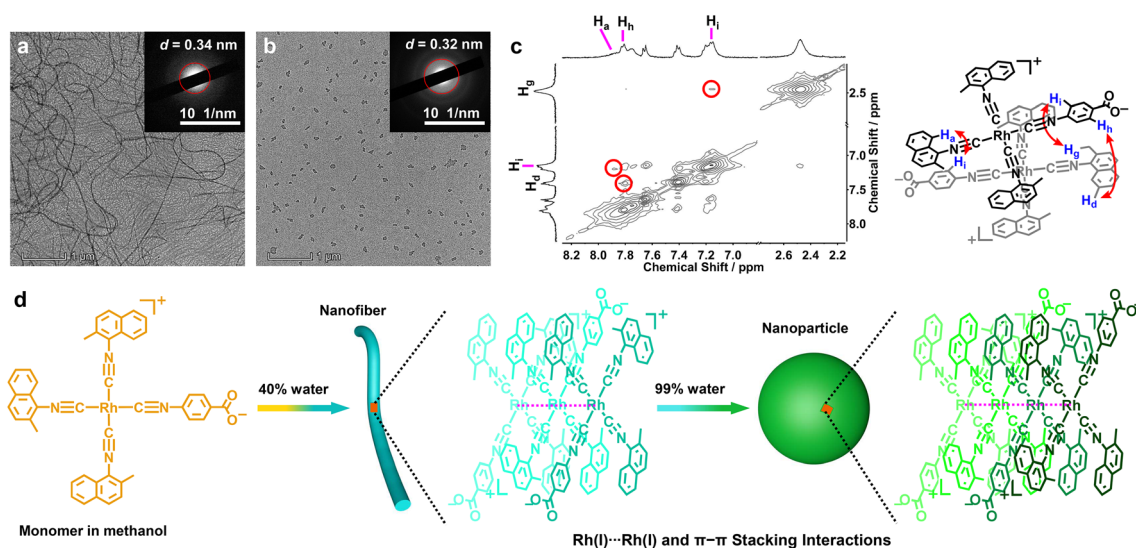 a
d = 0.34 nm
10 1/nm
1 μm
b
d = 0.32 nm
10 1/nm
1 μm
c
Ha
Hh
Hi
Hg
Hi
Hd
2.5
7.0
7.5
8.0
Chemical Shift / ppm
8.2 8.0 7.8 7.6 7.4 7.2 7.0 2.4 2.2
Chemical Shift / ppm
+
N
C
Hi
C≡N
O
O−
Hh
Ha
N≡C
Rh
Hg
Hi
C
N
Rh
N≡C
C≡N
O
−O
N
Hd
N
+
d
+
N
C
N≡C
Rh
C≡N
O
O−
C
N
Monomer in methanol
40% water
Nanofiber
O
O−
+
+
N
C
Rh
Rh
Rh
C
N
−O
O
+
O
O−
99% water
Nanoparticle
O
O−
+
+
O
O−
N
C
Rh
Rh
Rh
Rh
C
N
O
−O
+
O
O−
Rh(I)···Rh(I) and π−π Stacking Interactions